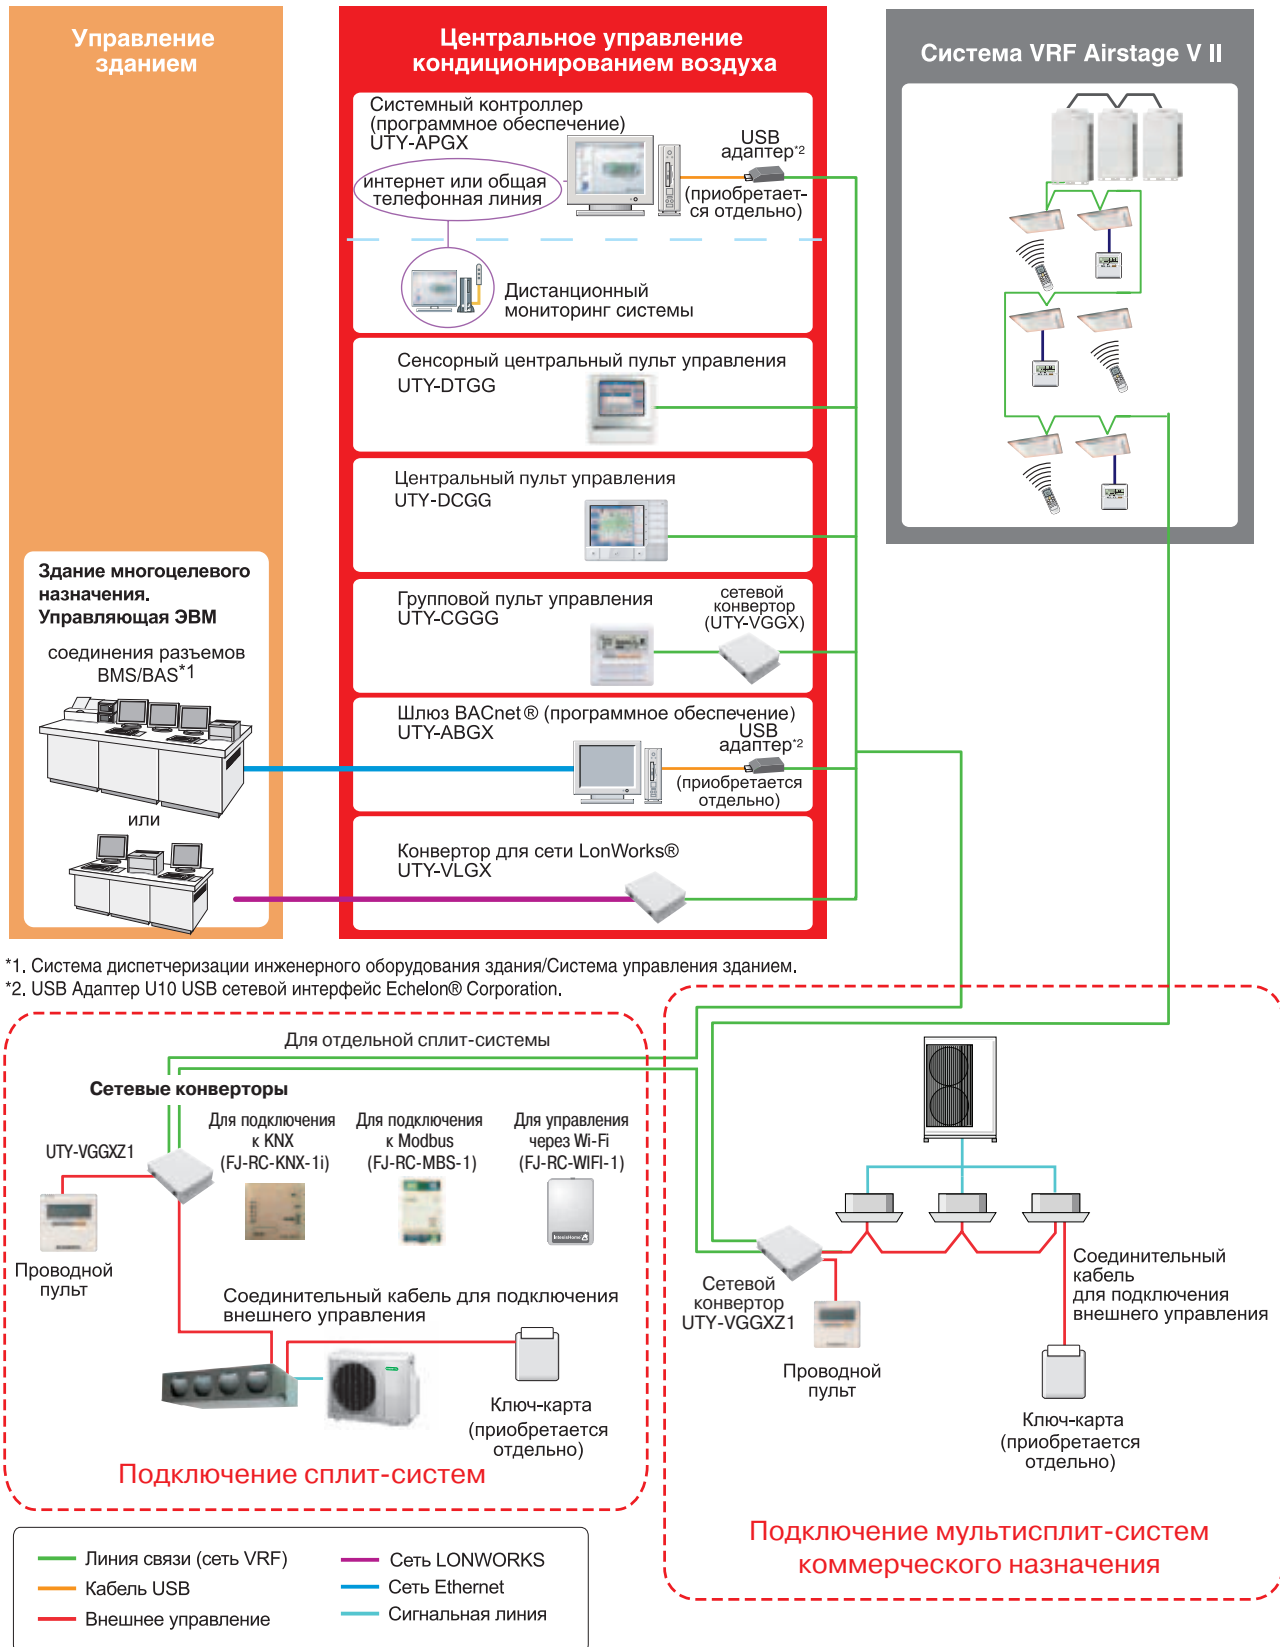 Управление
зданием
Центральное управление
кондиционированием воздуха
Система VRF Airstage V II
Системный контроллер
(программное обеспечение)
UTY-APGX
USB
адаптер*2
интернет или общая
телефонная линия
(приобретает-
ся отдельно)
Дистанционный
мониторинг системы
Сенсорный центральный пульт управления
UTY-DTGG
Центральный пульт управления
UTY-DCGG
Групповой пульт управления
UTY-CGGG
сетевой
конвертор
(UTY-VGGX)
Шлюз BACnet® (программное обеспечение)
UTY-ABGX
USB
адаптер*2
(приобретается
отдельно)
Конвертор для сети LonWorks®
UTY-VLGX
Здание многоцелевого
назначения.
Управляющая ЭВМ
соединения разъемов
BMS/BAS*1
или
*1. Система диспетчеризации инженерного оборудования здания/Система управления зданием.
*2. USB Адаптер U10 USB сетевой интерфейс Echelon® Corporation.
Для отдельной сплит-системы
Сетевые конверторы
UTY-VGGXZ1
Для подключения
к KNX
(FJ-RC-KNX-1i)
Для подключения
к Modbus
(FJ-RC-MBS-1)
Для управления
через Wi-Fi
(FJ-RC-WIFI-1)
IntesisHome
Проводной
пульт
Соединительный кабель для подключения
внешнего управления
Ключ-карта
(приобретается
отдельно)
Подключение сплит-систем
Сетевой
конвертор
UTY-VGGXZ1
Проводной
пульт
Соединительный
кабель
для подключения
внешнего управления
Ключ-карта
(приобретается
отдельно)
Подключение мультисплит-систем
коммерческого назначения
Линия связи (сеть VRF)
Кабель USB
Внешнее управление
Сеть LONWORKS
Сеть Ethernet
Сигнальная линия